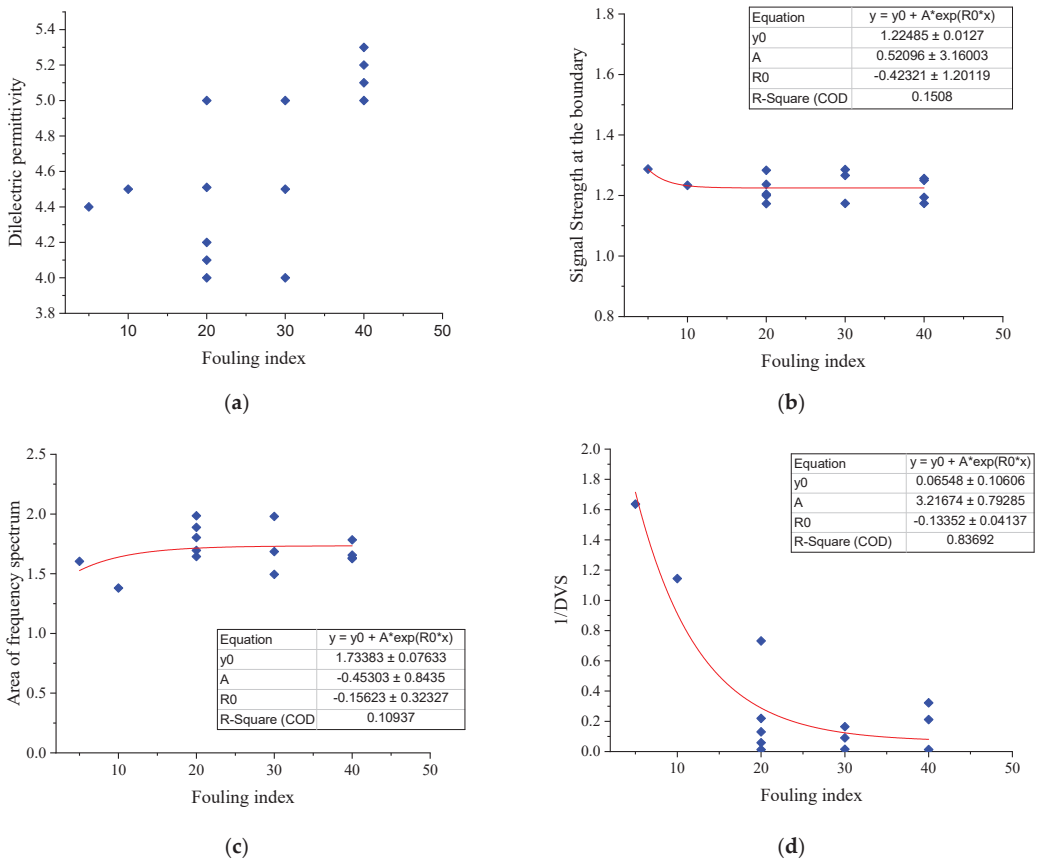 5.4
5.2
5.0
4.8
4.6
4.4
4.2
4.0
3.8
Dilelectric permittivity
10 20 30 40 50
Fouling index
(a)
1.8
1.6
1.4
1.2
1.0
0.8
Signal Strength at the boundary
Equation y = y0 + A*exp(R0*x)
y0 1.22485 ± 0.0127
A 0.52096 ± 3.16003
R0 -0.42321 ± 1.20119
R-Square (COD 0.1508
10 20 30 40 50
Fouling index
(b)
2.5
2.0
1.5
1.0
0.5
0.0
Area of frequency spectrum
Equation y = y0 + A*exp(R0*x)
y0 1.73383 ± 0.07633
A -0.45303 ± 0.8435
R0 -0.15623 ± 0.32327
R-Square (COD 0.10937
10 20 30 40 50
Fouling index
(c)
2.0
1.8
1.6
1.4
1.2
1.0
0.8
0.6
0.4
0.2
0.0
1/DVS
Equation y = y0 + A*exp(R0*x)
y0 0.06548 ± 0.10606
A 3.21674 ± 0.79285
R0 -0.13352 ± 0.04137
R-Square (COD) 0.83692
10 20 30 40 50
Fouling index
(d)